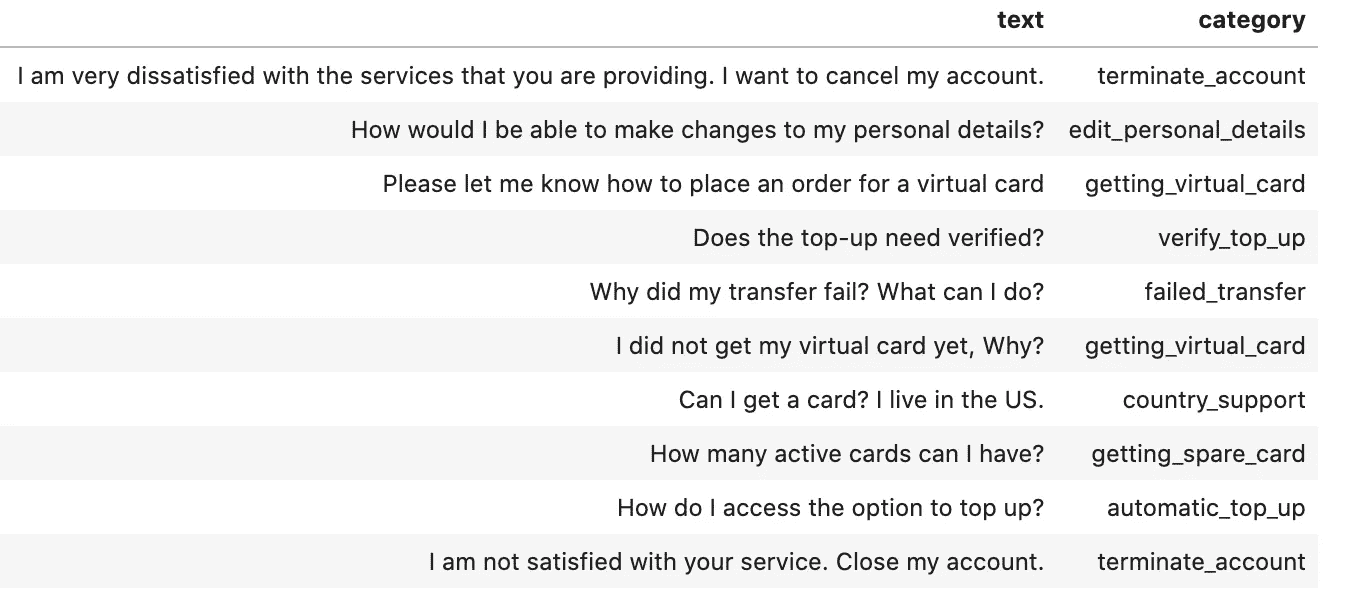 text category
I am very dissatisfied with the services that you are providing. I want to cancel my account. terminate_account
How would I be able to make changes to my personal details? edit_personal_details
Please let me know how to place an order for a virtual card getting_virtual_card
Does the top-up need verified? verify_top_up
Why did my transfer fail? What can I do? failed_transfer
I did not get my virtual card yet, Why? getting_virtual_card
Can I get a card? I live in the US. country_support
How many active cards can I have? getting_spare_card
How do I access the option to top up? automatic_top_up
I am not satisfied with your service. Close my account. terminate_account